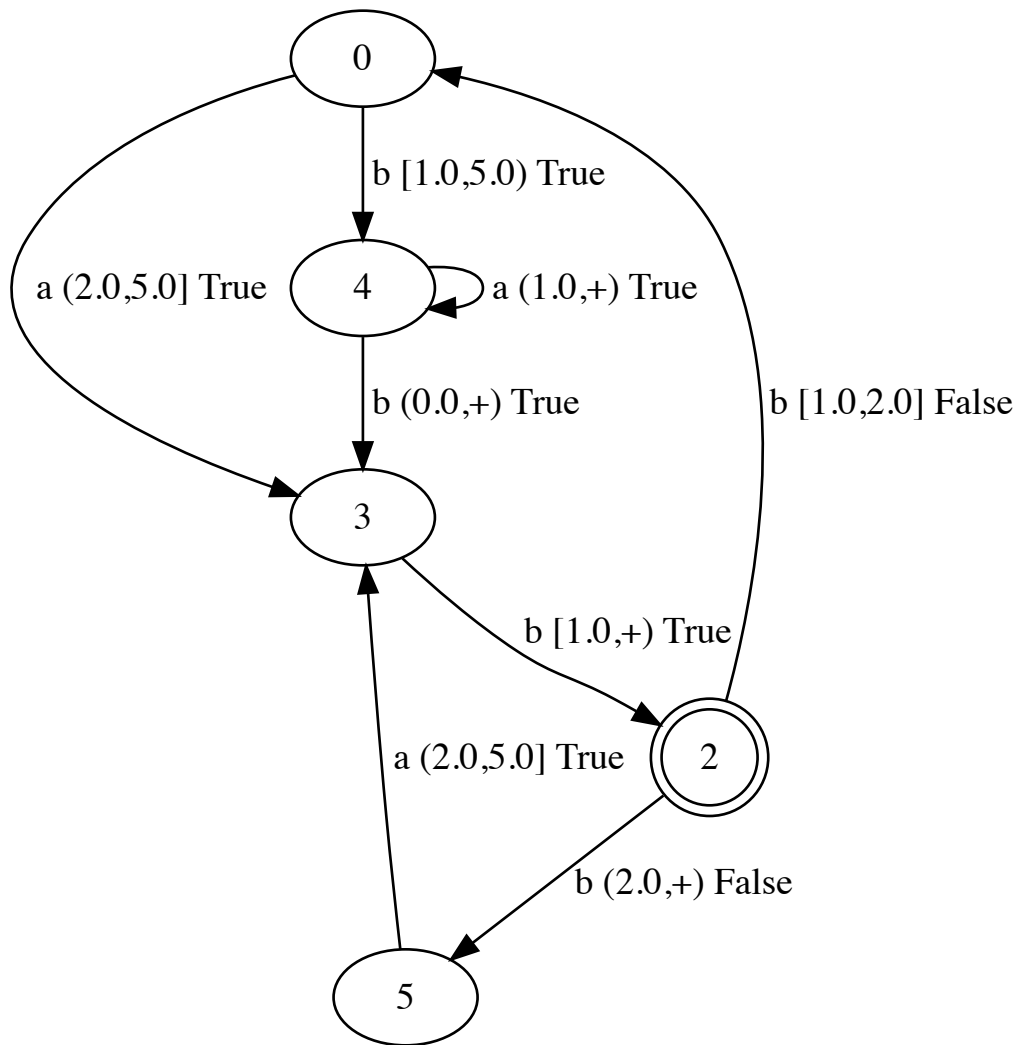 0
b [1.0,5.0) True
a (2.0,5.0] True
4
a (1.0,+) True
b (0.0,+) True
b [1.0,2.0] False
3
b [1.0,+) True
a (2.0,5.0] True
2
b (2.0,+) False
5